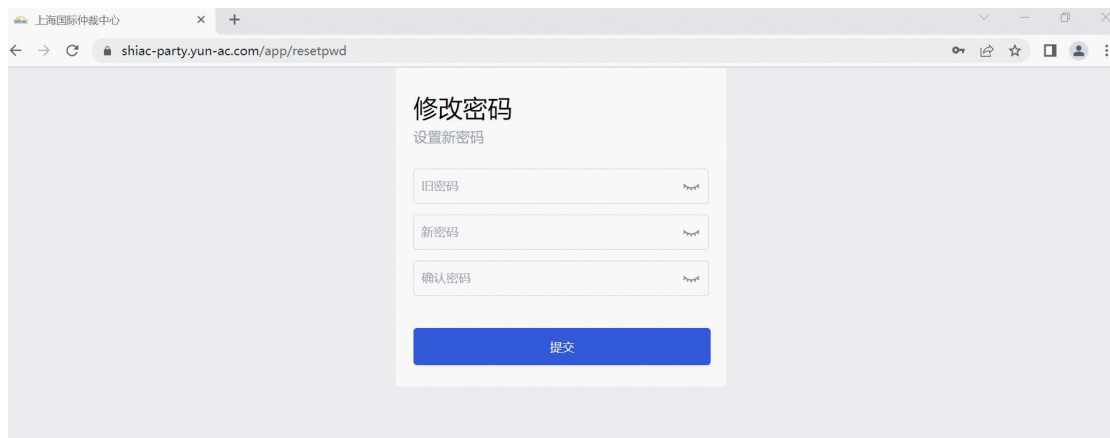 上海国际仲裁中心
shiac-party.yun-ac.com/app/resetpwd
修改密码
设置新密码
旧密码
新密码
确认密码
提交